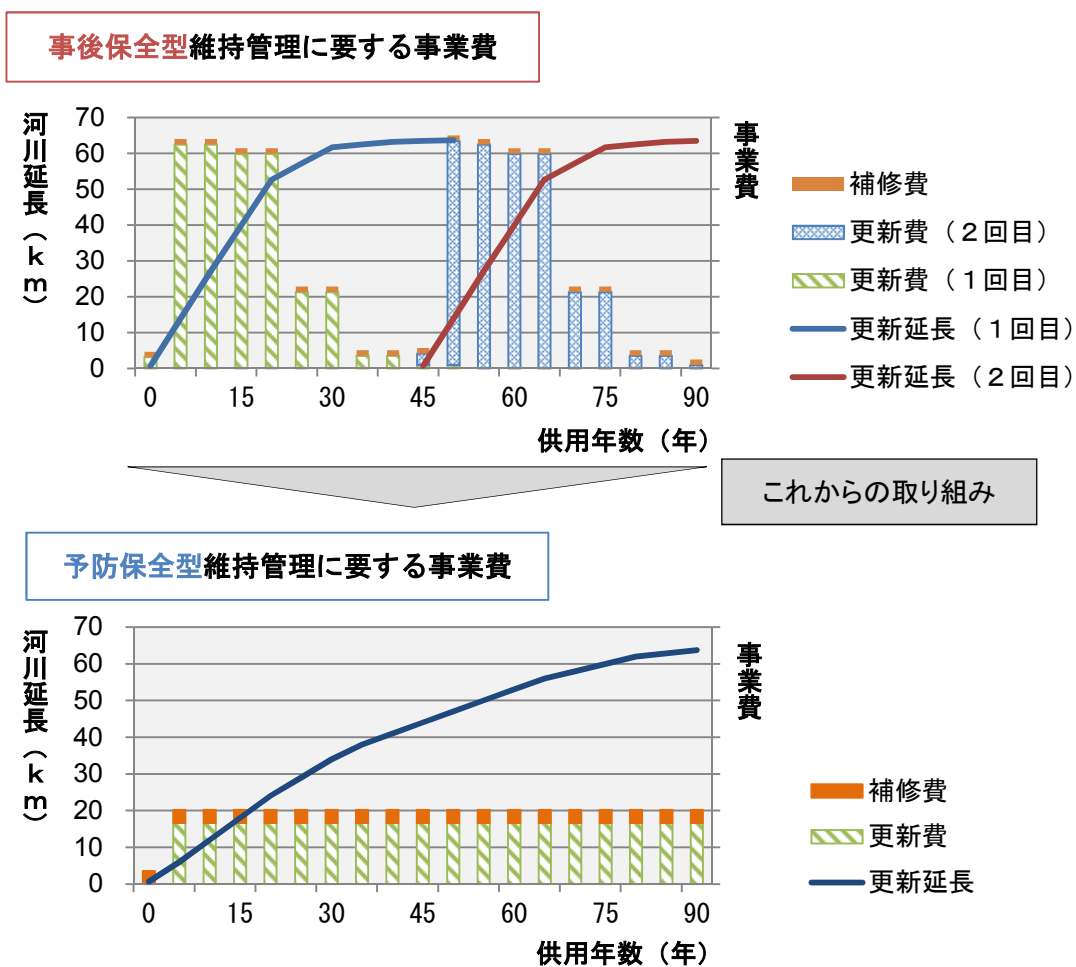 事後保全型維持管理に要する事業費
河川延長（ｋｍ）
事業費
70
60
50
40
30
20
10
0
0 15 30 45 60 75 90
供用年数（年）
補修費
更新費（２回目）
更新費（１回目）
更新延長（１回目）
更新延長（２回目）
これからの取り組み
予防保全型維持管理に要する事業費
河川延長（ｋｍ）
事業費
70
60
50
40
30
20
10
0
0 15 30 45 60 75 90
供用年数（年）
補修費
更新費
更新延長